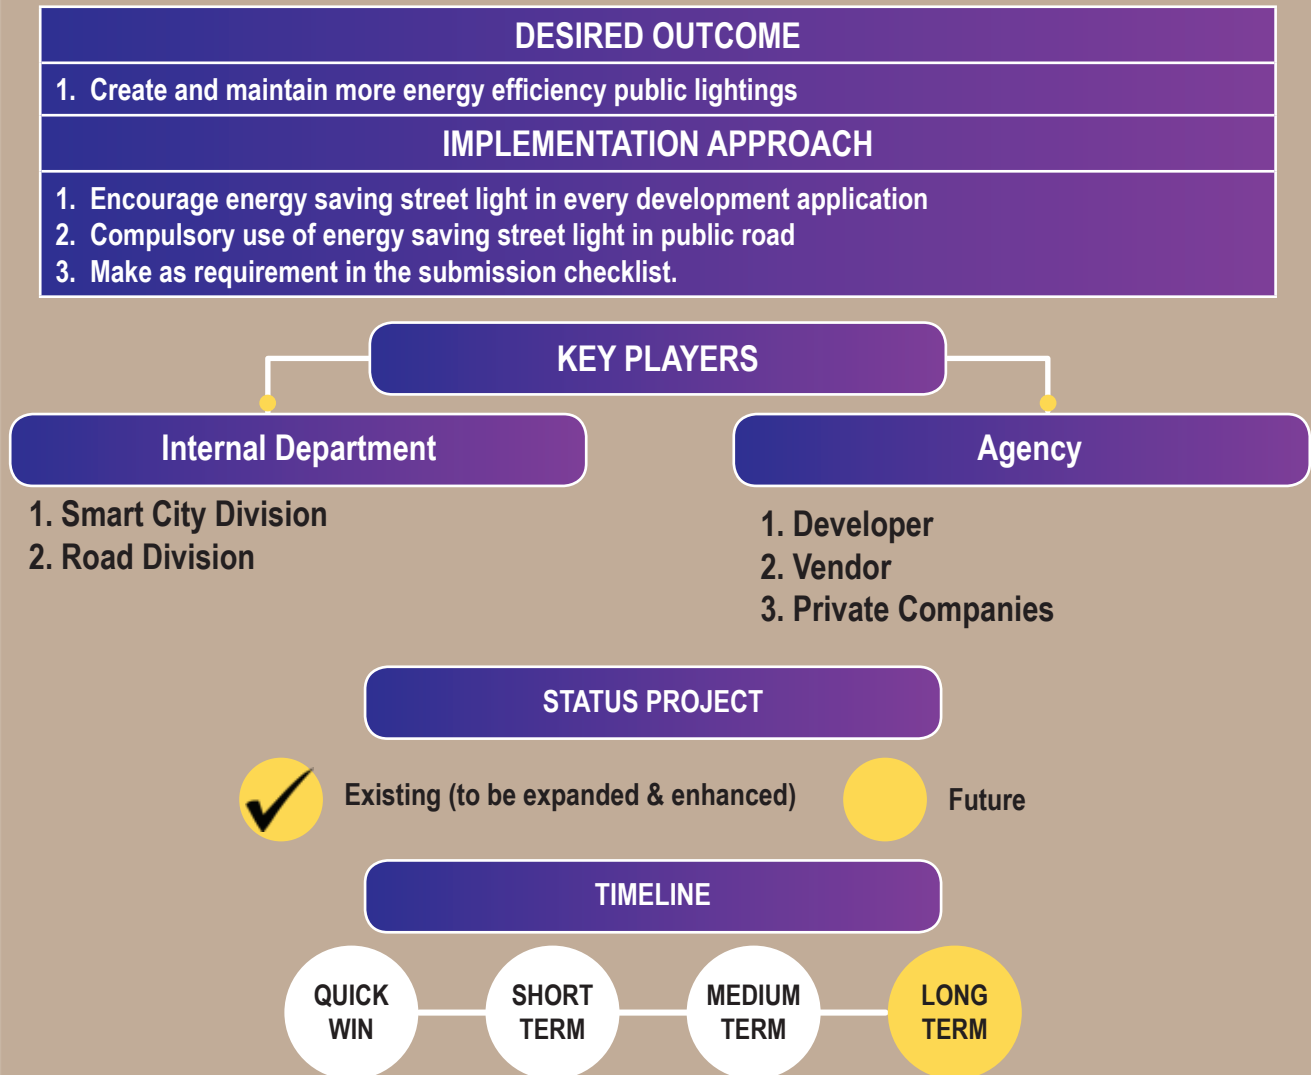 DESIRED OUTCOME
1. Create and maintain more energy efficiency public lightings
IMPLEMENTATION APPROACH
1. Encourage energy saving street light in every development application
2. Compulsory use of energy saving street light in public road
3. Make as requirement in the submission checklist.
KEY PLAYERS
Internal Department
1. Smart City Division
2. Road Division
Agency
1. Developer
2. Vendor
3. Private Companies
STATUS PROJECT
Existing (to be expanded & enhanced)
Future
TIMELINE
QUICK
WIN
SHORT
TERM
MEDIUM
TERM
LONG
TERM